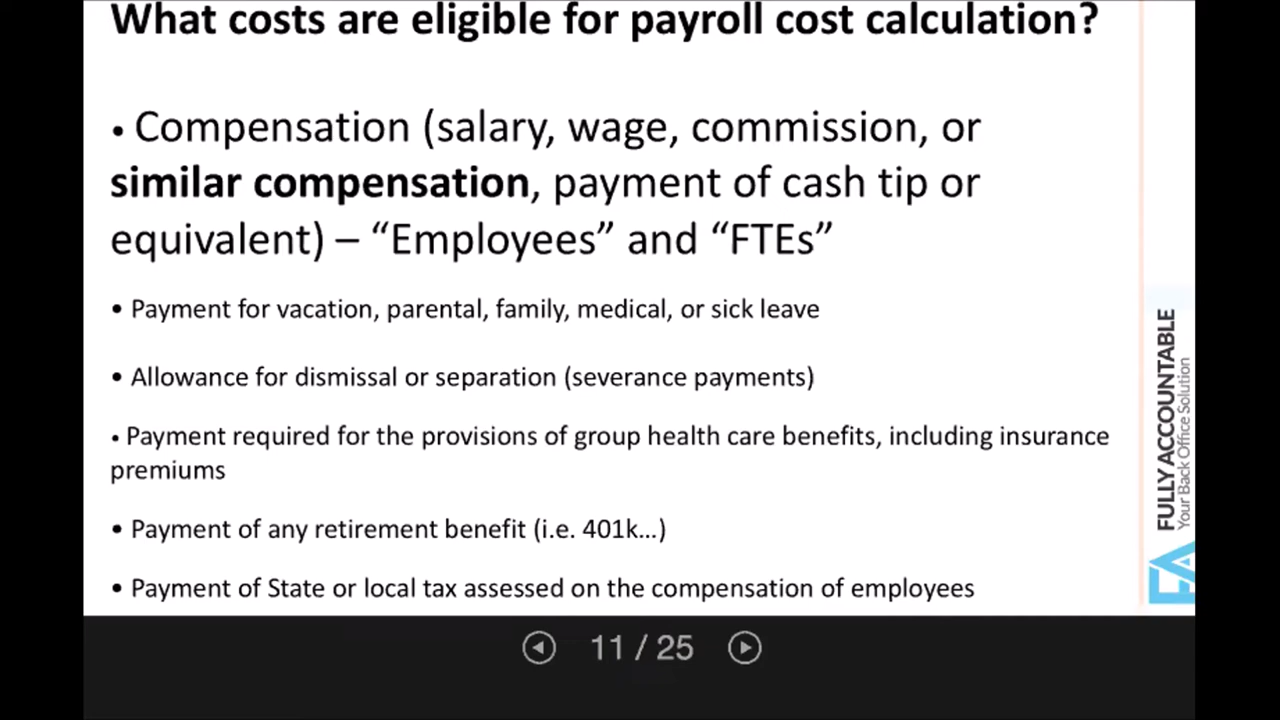 What costs are eligible for payroll cost calculation?
• Compensation (salary, wage, commission, or
similar compensation, payment of cash tip or
equivalent) – “Employees” and “FTEs”
• Payment for vacation, parental, family, medical, or sick leave
• Allowance for dismissal or separation (severance payments)
• Payment required for the provisions of group health care benefits, including insurance
premiums
• Payment of any retirement benefit (i.e. 401k...)
• Payment of State or local tax assessed on the compensation of employees
FULLY ACCOUNTABLE
Your Back Office Solution
FA
11 / 25